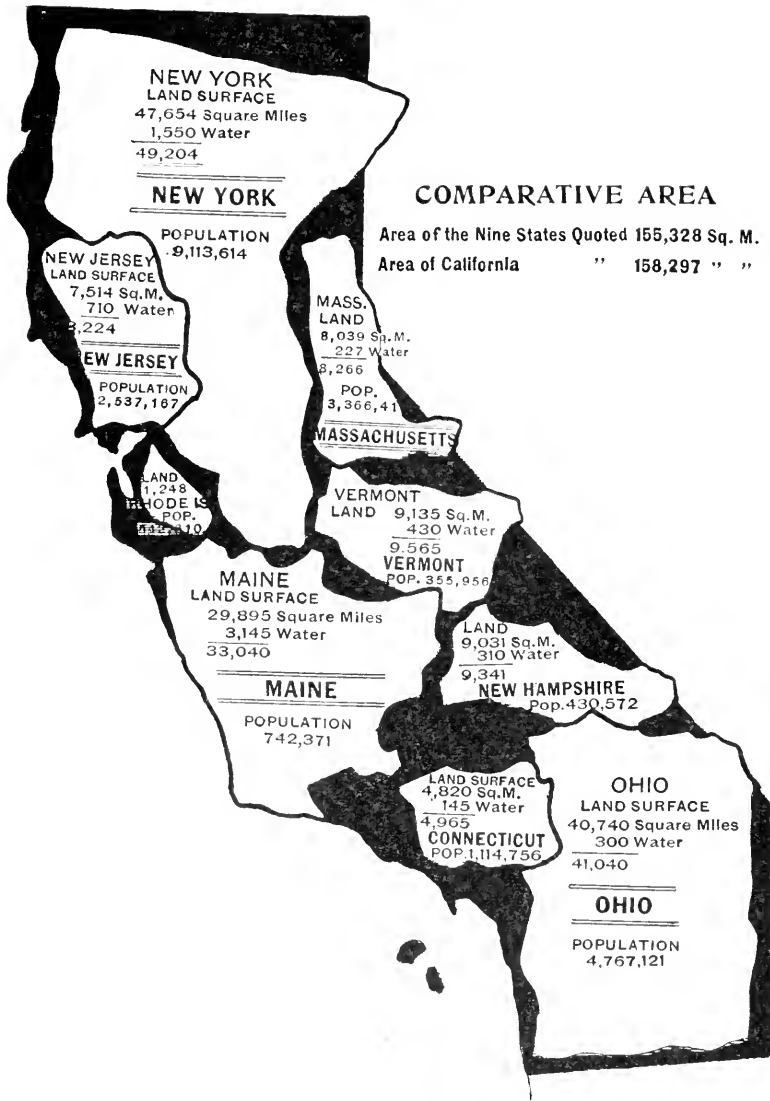 NEW YORK
LAND SURFACE
47,654 Square Miles
1,550 Water
49,204
NEW YORK
POPULATION
9,113,614
COMPARATIVE AREA
Area of the Nine States Quoted 155,328 Sq. M.
Area of California " 158,297 " "
NEW JERSEY
LAND SURFACE
7,514 Sq.M.
710 Water
,224
EW JERSEY
POPULATION
2,537,167
MASS.
LAND
8,039 Sq.M.
227 Water
8,266
POP.
3,366,41
MASSACHUSETTS
LAND
1,248
RHODE IS
POP.
VERMONT
LAND 9,135 Sq.M.
430 Water
9.565
VERMONT
POP. 355,956
MAINE
LAND SURFACE
29,895 Square Miles
3,145 Water
33,040
MAINE
POPULATION
742,371
LAND
9,031 Sq.M.
310 Water
9,341
NEW HAMPSHIRE
Pop.430,572
LAND SURFACE
4,820 Sq.M.
145 Water
4,965
CONNECTICUT
POP.1,114,756
OHIO
LAND SURFACE
40,740 Square Miles
300 Water
41,040
OHIO
POPULATION
4,767,121